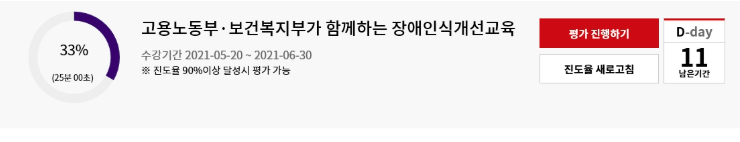 33%
(25분 00초)
고용노동부·보건복지부가 함께하는 장애인식개선교육
수강기간 2021-05-20 ~ 2021-06-30
※ 진도율 90%이상 달성시 평가 가능
평가 진행하기
진도율 새로고침
D-day
11
남은기간